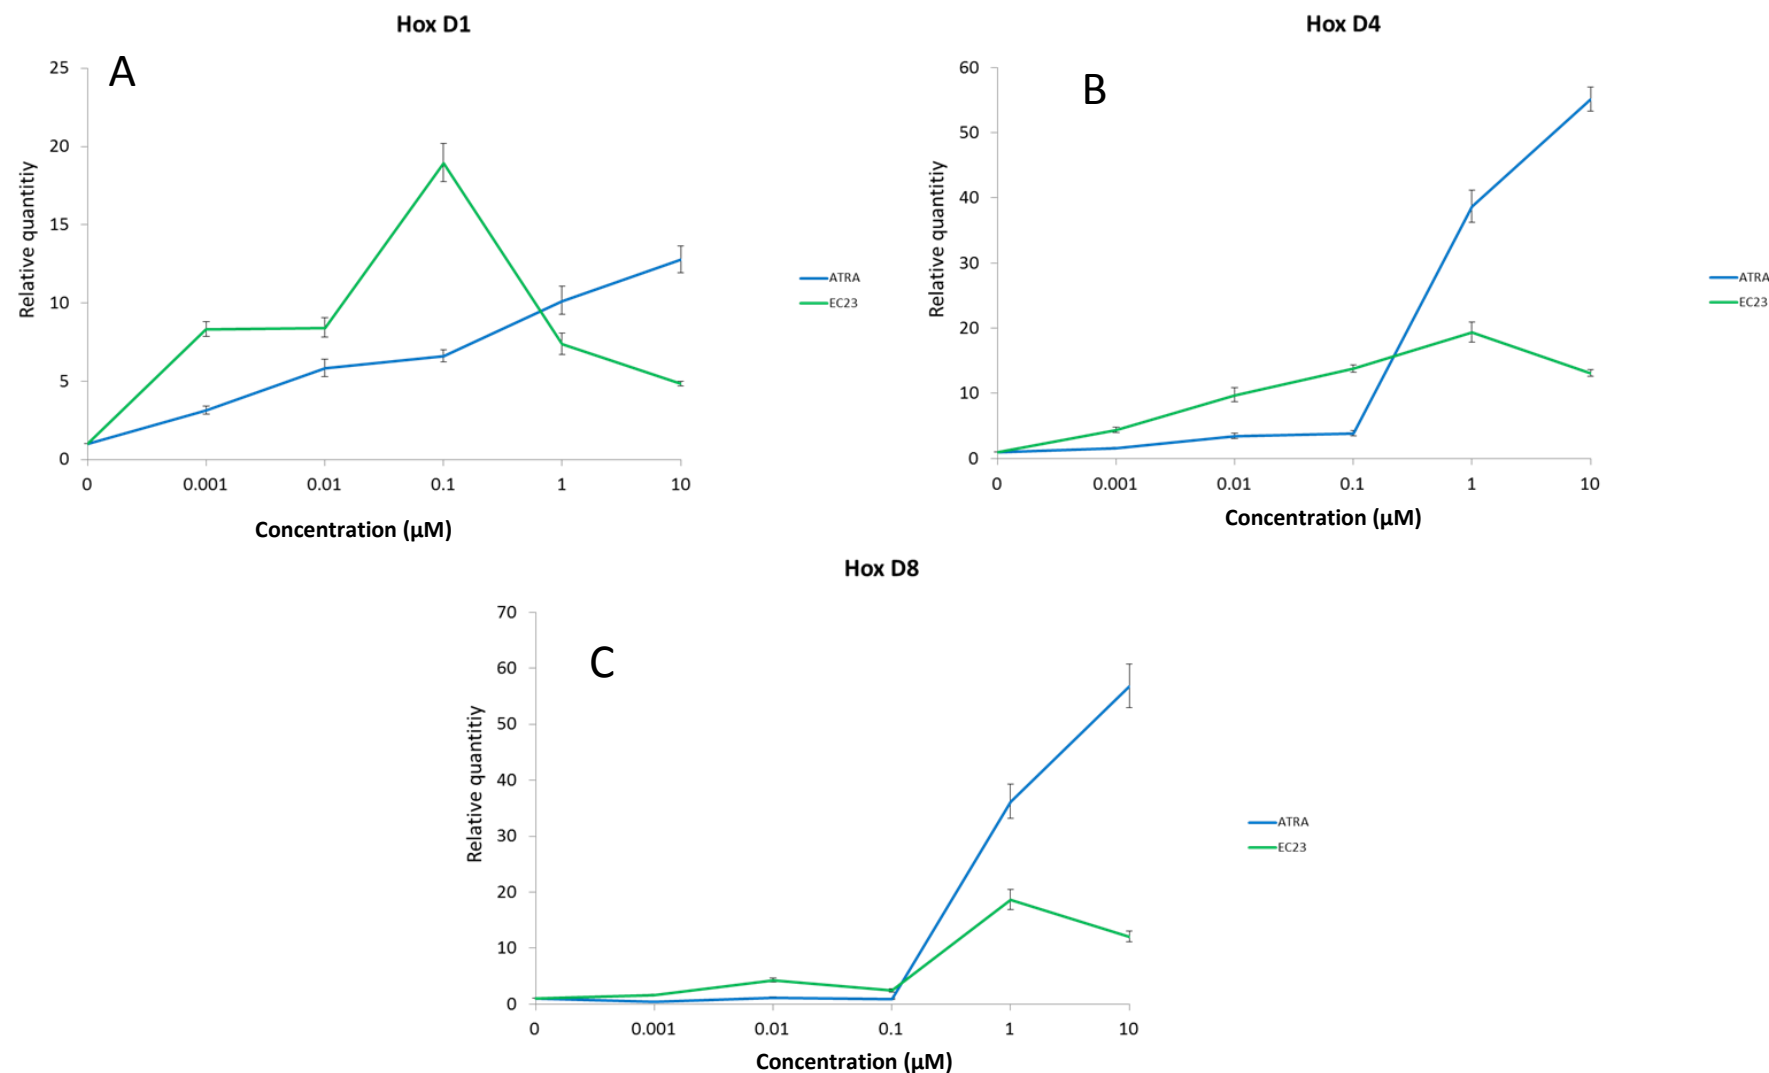 Hox D1
A
25
20
15
10
5
0
Relative quantitiy
0 0.001 0.01 0.1 1 10
Concentration (µM)
ATRA
EC23
Hox D4
B
60
50
40
30
20
10
0
Relative quantitiy
0 0.001 0.01 0.1 1 10
Concentration (µM)
ATRA
EC23
Hox D8
C
70
60
50
40
30
20
10
0
Relative quantitiy
0 0.001 0.01 0.1 1 10
Concentration (µM)
ATRA
EC23